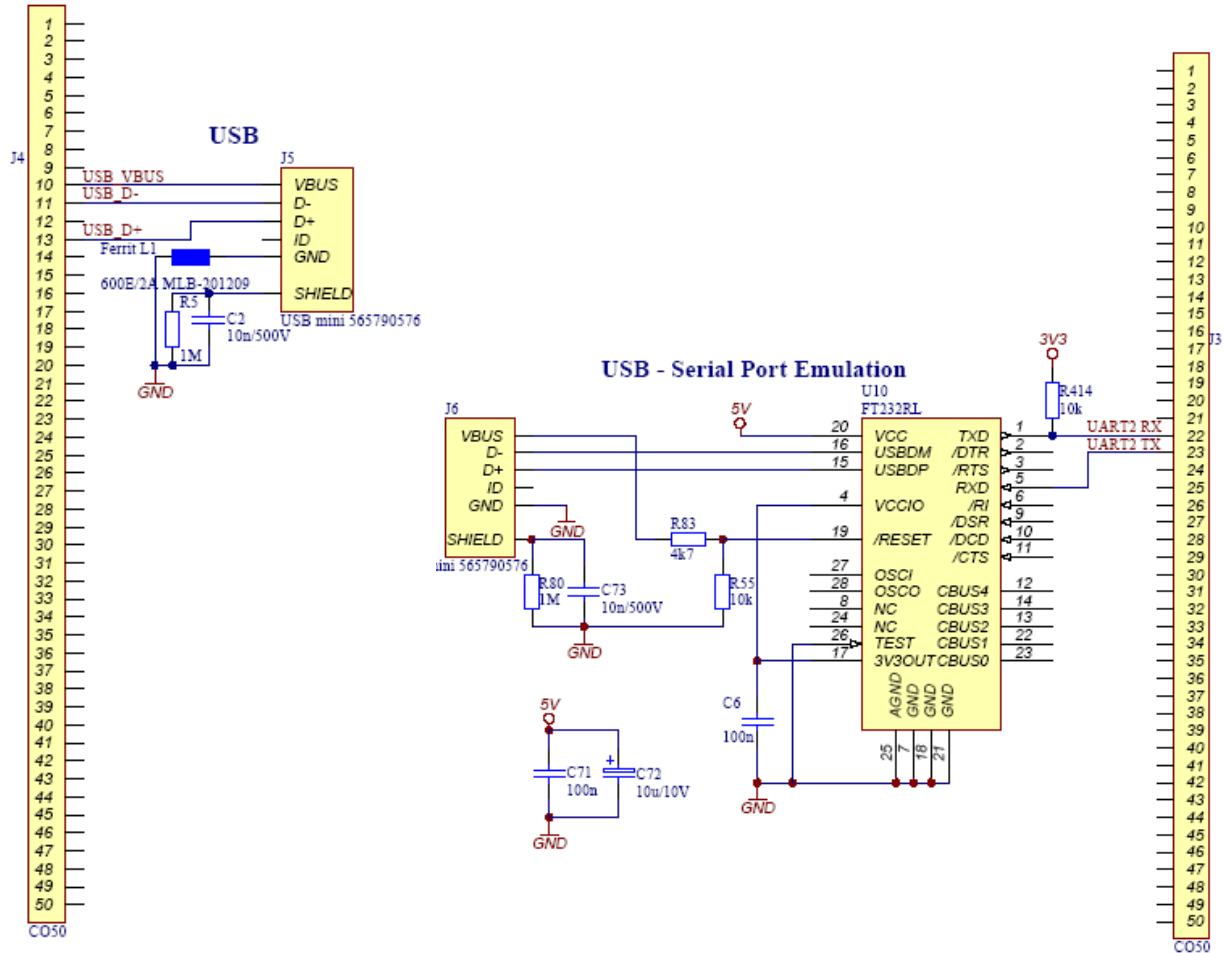 J4
1
2
3
4
5
6
7
8
9
10
11
12
13
14
15
16
17
18
19
20
21
22
23
24
25
26
27
28
29
30
31
32
33
34
35
36
37
38
39
40
41
42
43
44
45
46
47
48
49
50
CO50
USB
J5
USB_VBUS
USB_D-
USB_D+
VBUS
D-
D+
ID
GND
SHIELD
USB mini 565790576
Ferrit L1
600E/2A MLB-201209
R5
1M
C2
10n/500V
GND
USB - Serial Port Emulation
J6
VBUS
D-
D+
ID
GND
SHIELD
mini 565790576
GND
R80
1M
C73
10n/500V
GND
R83
4k7
R55
10k
5V
U10
FT232RL
20 VCC
16 USBDM
15 USBDP
4 VCCIO
19 /RESET
27 OSCI
28 OSCO
8 NC
24 NC
26 TEST
17 3V3OUT
TXD 1
/DTR 2
/RTS 3
RXD 5
/RI 6
/DSR 9
/DCD 10
/CTS 11
CBUS4 12
CBUS3 14
CBUS2 13
CBUS1 22
CBUS0 23
AGND 25
GND 7
GND 18
GND 21
C6
100n
GND
5V
C71
100n
C72
+
10u/10V
GND
3V3
R414
10k
UART2 RX
UART2 TX
J3
1
2
3
4
5
6
7
8
9
10
11
12
13
14
15
16
17
18
19
20
21
22
23
24
25
26
27
28
29
30
31
32
33
34
35
36
37
38
39
40
41
42
43
44
45
46
47
48
49
50
CO50